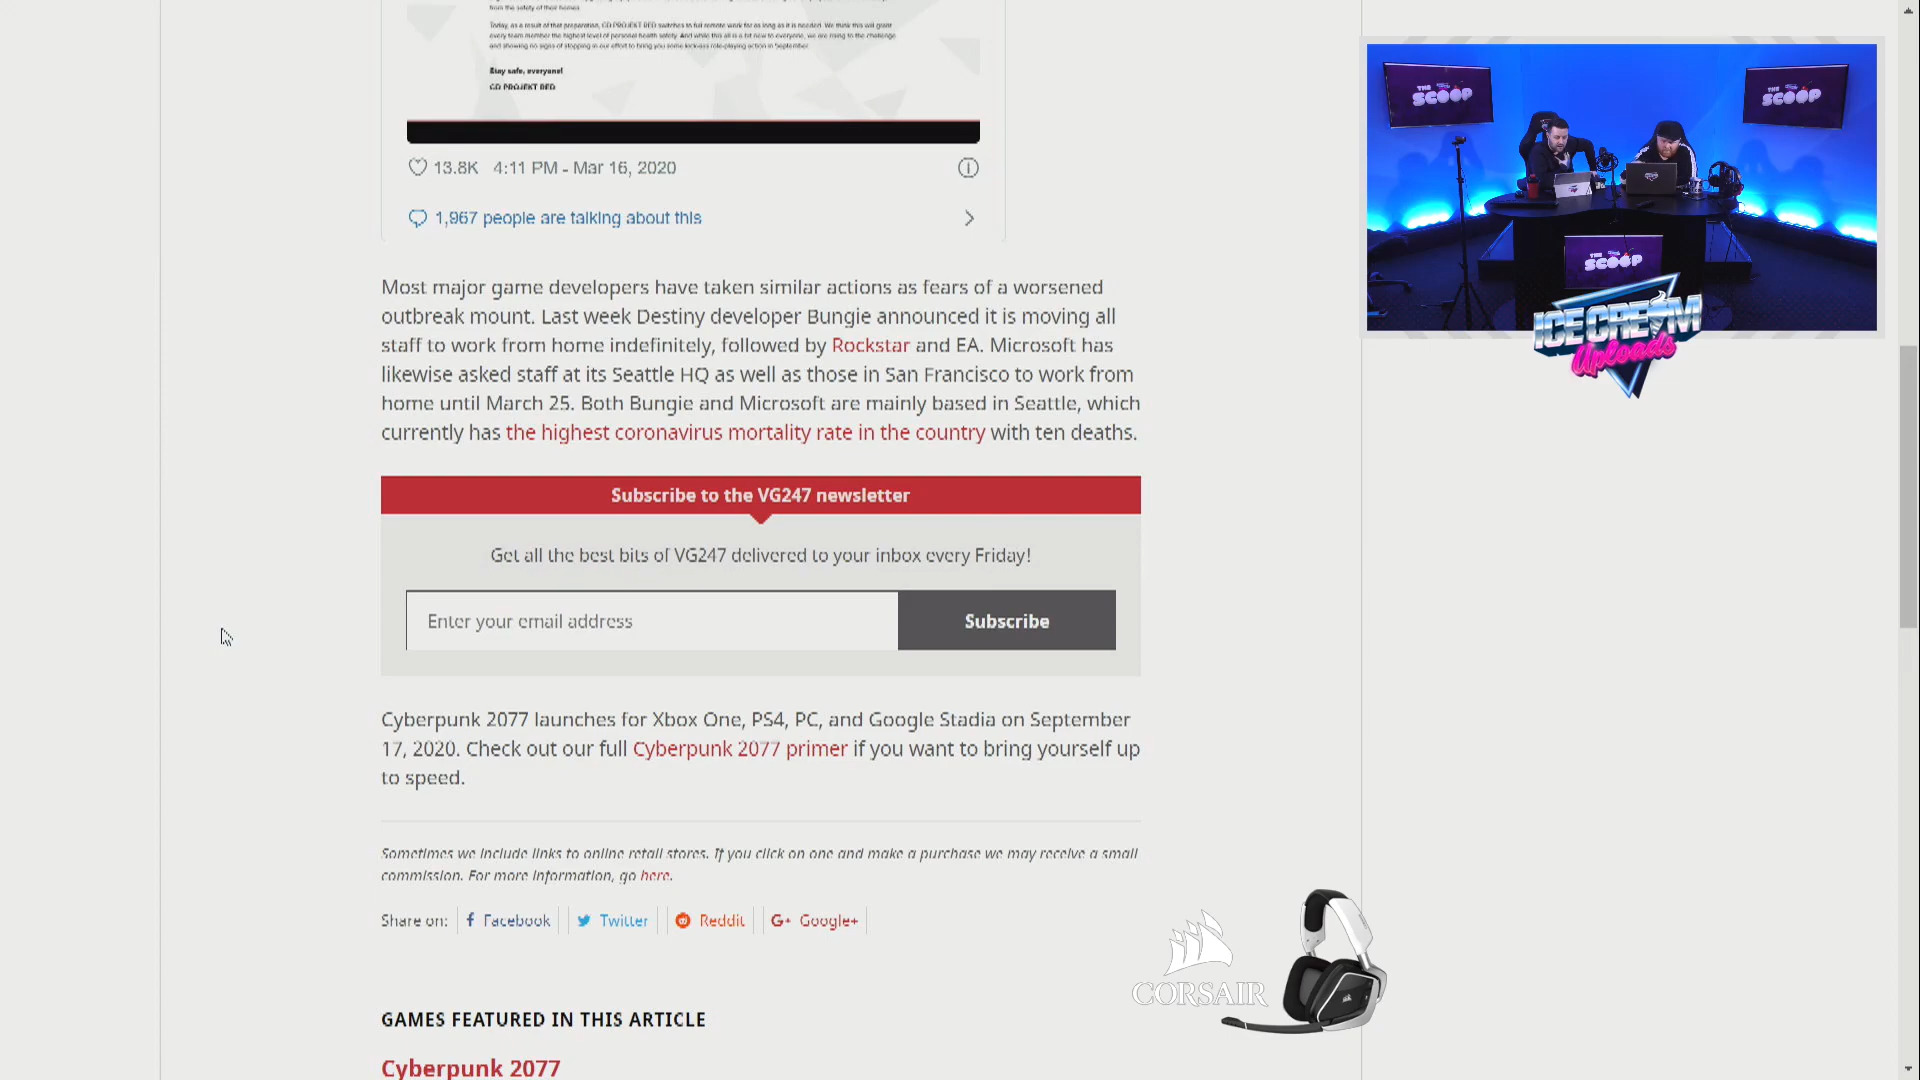 from the safety of their homes.
Today, as a result of that preparation, CD PROJEKT RED switches to full remote work for as long as it is needed. We think this will grant
every team member the highest level of personal health safety. And while this all is a bit new to everyone, we are rising to the challenge
and showing no signs of stopping in our effort to bring you some kick-ass role-playing action in September.
Stay safe, everyone!
CD PROJEKT RED
13.8K 4:11 PM - Mar 16, 2020
1,967 people are talking about this
THE SCOOP
THE SCOOP
THE SCOOP
ICE CREAM
Uploads
Most major game developers have taken similar actions as fears of a worsened
outbreak mount. Last week Destiny developer Bungie announced it is moving all
staff to work from home indefinitely, followed by Rockstar and EA. Microsoft has
likewise asked staff at its Seattle HQ as well as those in San Francisco to work from
home until March 25. Both Bungie and Microsoft are mainly based in Seattle, which
currently has the highest coronavirus mortality rate in the country with ten deaths.
Subscribe to the VG247 newsletter
Get all the best bits of VG247 delivered to your inbox every Friday!
Enter your email address Subscribe
Cyberpunk 2077 launches for Xbox One, PS4, PC, and Google Stadia on September
17, 2020. Check out our full Cyberpunk 2077 primer if you want to bring yourself up
to speed.
Sometimes we include links to online retail stores. If you click on one and make a purchase we may receive a small
commission. For more information, go here.
Share on: Facebook Twitter Reddit G+ Google+
CORSAIR
GAMES FEATURED IN THIS ARTICLE
Cyberpunk 2077